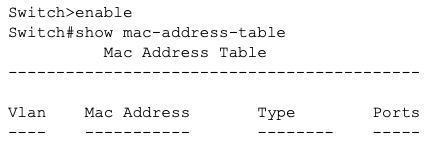 Switch>enable
Switch#show mac-address-table
          Mac Address Table
-------------------------------------------

Vlan    Mac Address       Type        Ports
----    -----------       --------    -----